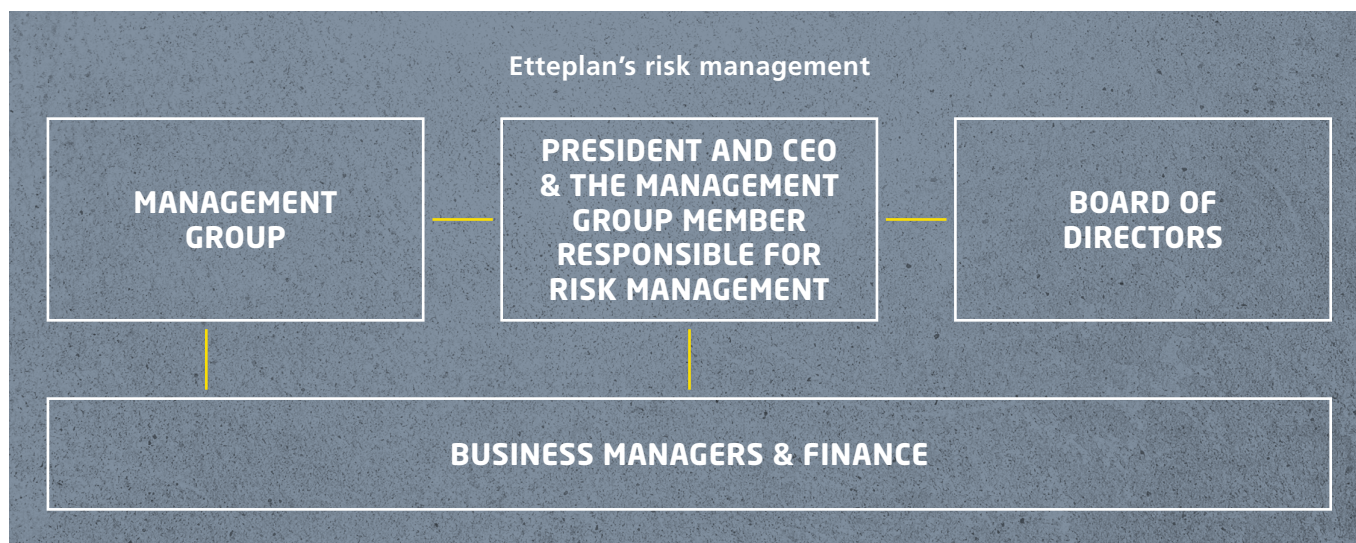 Etteplan’s risk management
MANAGEMENT
GROUP
PRESIDENT AND CEO
& THE MANAGEMENT
GROUP MEMBER
RESPONSIBLE FOR
RISK MANAGEMENT
BOARD OF
DIRECTORS
BUSINESS MANAGERS & FINANCE